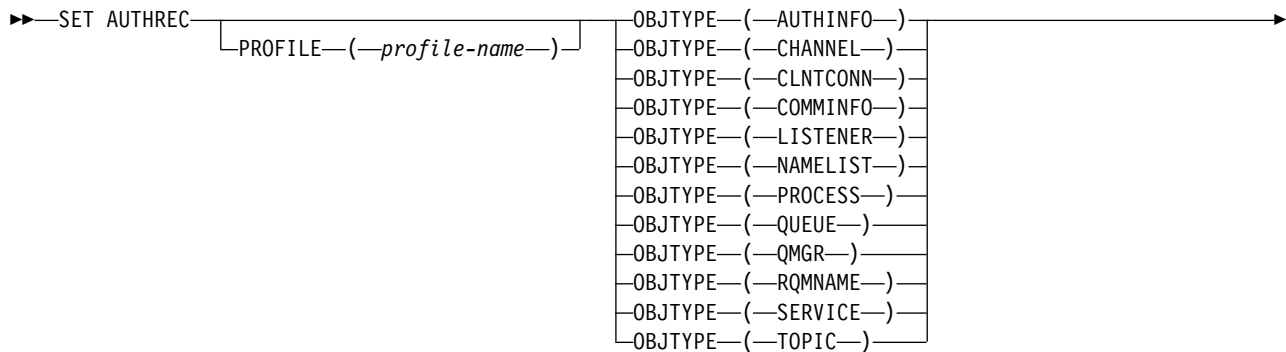 SET AUTHREC OBJTYPE ( AUTHINFO )
PROFILE ( profile-name ) OBJTYPE ( CHANNEL )
OBJTYPE ( CLNTCONN )
OBJTYPE ( COMMINFO )
OBJTYPE ( LISTENER )
OBJTYPE ( NAMELIST )
OBJTYPE ( PROCESS )
OBJTYPE ( QUEUE )
OBJTYPE ( QMGR )
OBJTYPE ( RQMNAME )
OBJTYPE ( SERVICE )
OBJTYPE ( TOPIC )